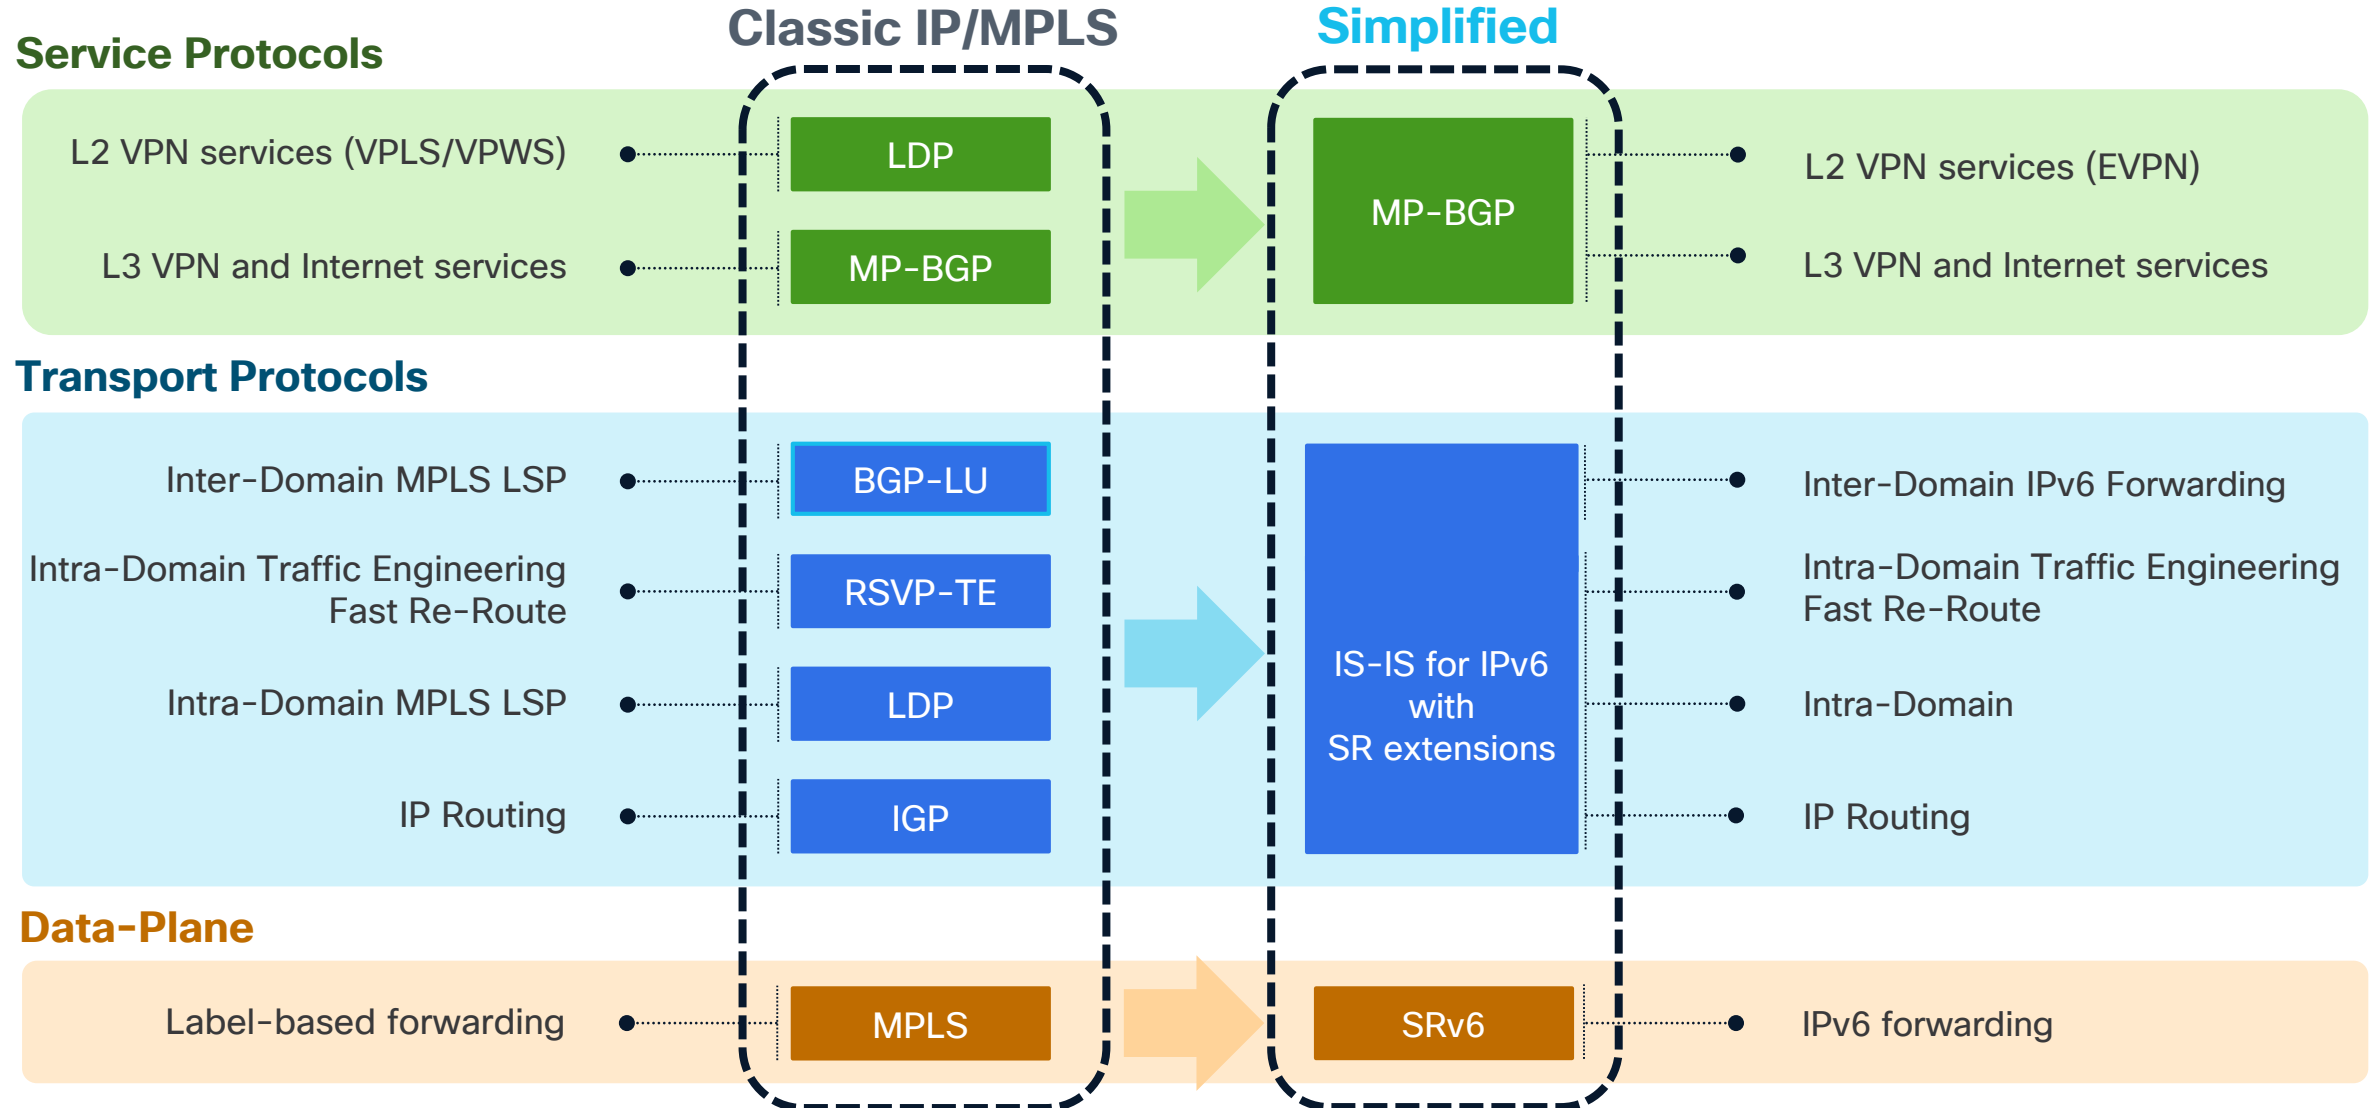 Classic IP/MPLS
Simplified
Service Protocols
L2 VPN services (VPLS/VPWS)
LDP
L3 VPN and Internet services
MP-BGP
MP-BGP
L2 VPN services (EVPN)
L3 VPN and Internet services
Transport Protocols
Inter-Domain MPLS LSP
BGP-LU
Intra-Domain Traffic Engineering
Fast Re-Route
RSVP-TE
Intra-Domain MPLS LSP
LDP
IP Routing
IGP
IS-IS for IPv6
with
SR extensions
Inter-Domain IPv6 Forwarding
Intra-Domain Traffic Engineering
Fast Re-Route
Intra-Domain
IP Routing
Data-Plane
Label-based forwarding
MPLS
SRv6
IPv6 forwarding